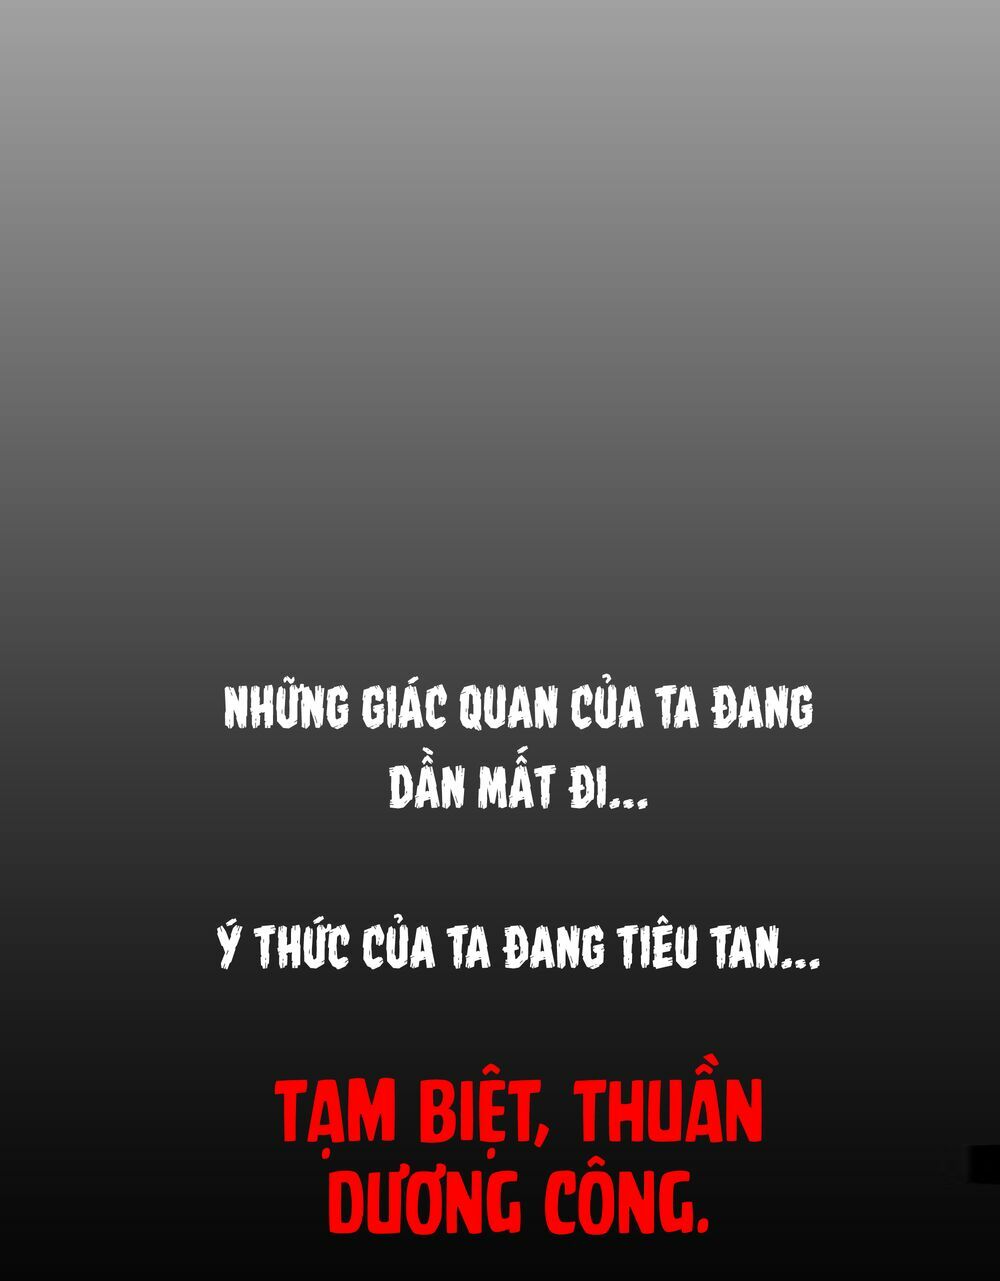 NHỮNG GIÁC QUAN CỦA TA ĐANG
DẦN MẤT ĐI...
Ý THỨC CỦA TA ĐANG TIÊU TAN...
TẠM BIỆT, THUẦN
DƯƠNG CÔNG.